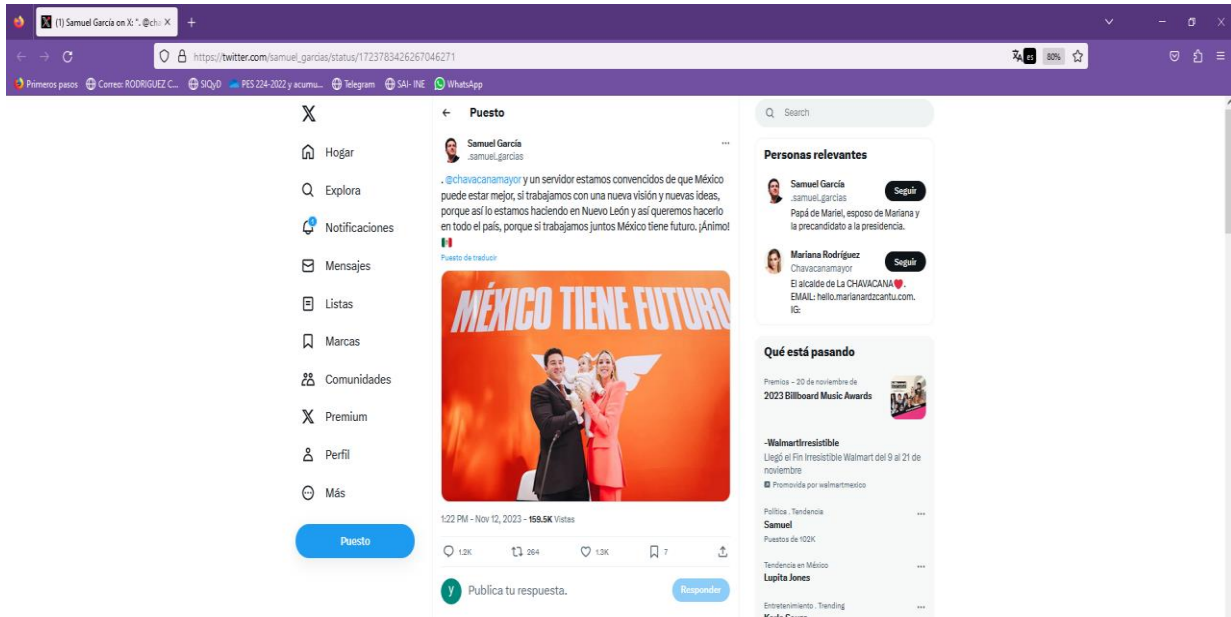 (1) Samuel García on X: ". @cha
https://twitter.com/samuel_garcias/status/1723783426267046271
es
80%
Primeros pasos Correo: RODRIGUEZ C... SIQyD PES 224-2022 y acumu... Telegram SAI- INE WhatsApp
X
Hogar
Explora
Notificaciones
Mensajes
Listas
Marcas
Comunidades
Premium
Perfil
Más
Puesto
Puesto
Samuel García
.samuel.garcias
. @chavacanamayor y un servidor estamos convencidos de que México
puede estar mejor, si trabajamos con una nueva visión y nuevas ideas,
porque así lo estamos haciendo en Nuevo León y así queremos hacerlo
en todo el país, porque si trabajamos juntos México tiene futuro. ¡Ánimo!
Puesto de traducir
MÉXICO TIENE FUTURO
1:22 PM - Nov 12, 2023 - 159.5K Vistas
1.2K 264 1.3K 7
y Publica tu respuesta.
Responder
Search
Personas relevantes
Samuel García
.samuel.garcias
Seguir
Papá de Mariel, esposo de Mariana y
la precandidato a la presidencia.
Mariana Rodríguez
Chavacanamayor
Seguir
El alcalde de La CHAVACANA.
EMAIL: hello.marianardzcantu.com.
IG:
Qué está pasando
Premios - 20 de noviembre de
2023 Billboard Music Awards
-WalmartIrresistible
Llegó el Fin Irresistible Walmart del 9 al 21 de
noviembre
Promovida por walmartmexico
Política . Tendencia
Samuel
Puestos de 102K
Tendencia en México
Lupita Jones
Entretenimiento . Trending